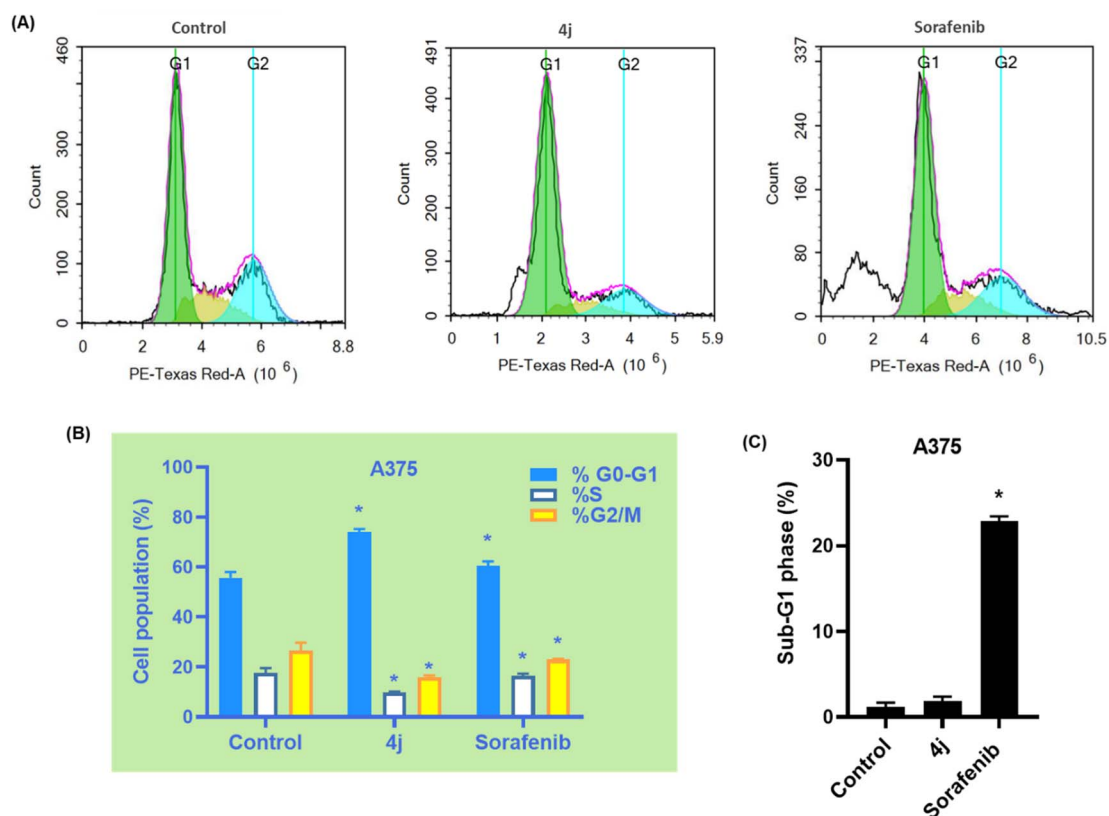 (A)
Control
460
300
200
100
0
Count
G1
G2
0 2 4 6 8.8
PE-Texas Red-A (10 6)
4j
491
400
300
200
100
0
Count
G1
G2
0 1 2 3 4 5 5.9
PE-Texas Red-A (10 6)
Sorafenib
337
240
160
80
0
Count
G1
G2
0 2 4 6 8 10.5
PE-Texas Red-A (10 6)
(B)
A375
% G0-G1
%S
%G2/M
Cell population (%)
100
80
60
40
20
0
*
*
*
*
*
*
Control 4j Sorafenib
(C)
A375
Sub-G1 phase (%)
30
20
10
0
*
Control
4j
Sorafenib